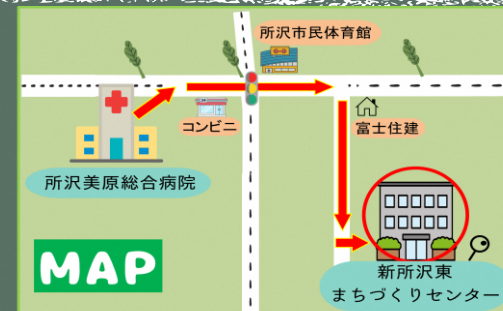 所沢市民体育館
コンビニ
富士住建
所沢美原総合病院
MAP
新所沢東
まちづくりセンター